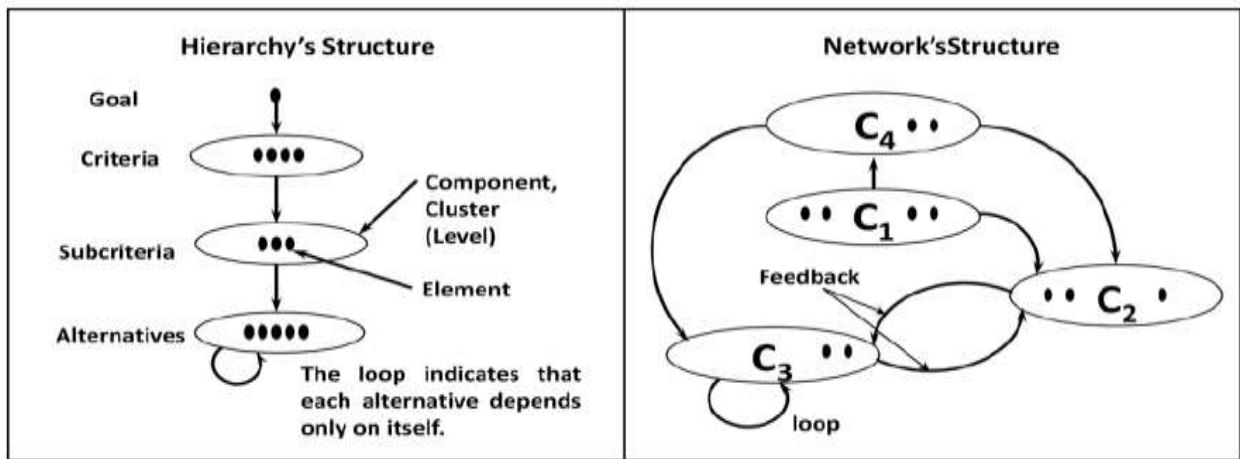 Hierarchy's Structure
Goal
Criteria
Component,
Cluster
(Level)
Subcriteria
Element
Alternatives
The loop indicates that
each alternative depends
only on itself.
Network'sStructure
C4
C1
Feedback
C2
C3
loop